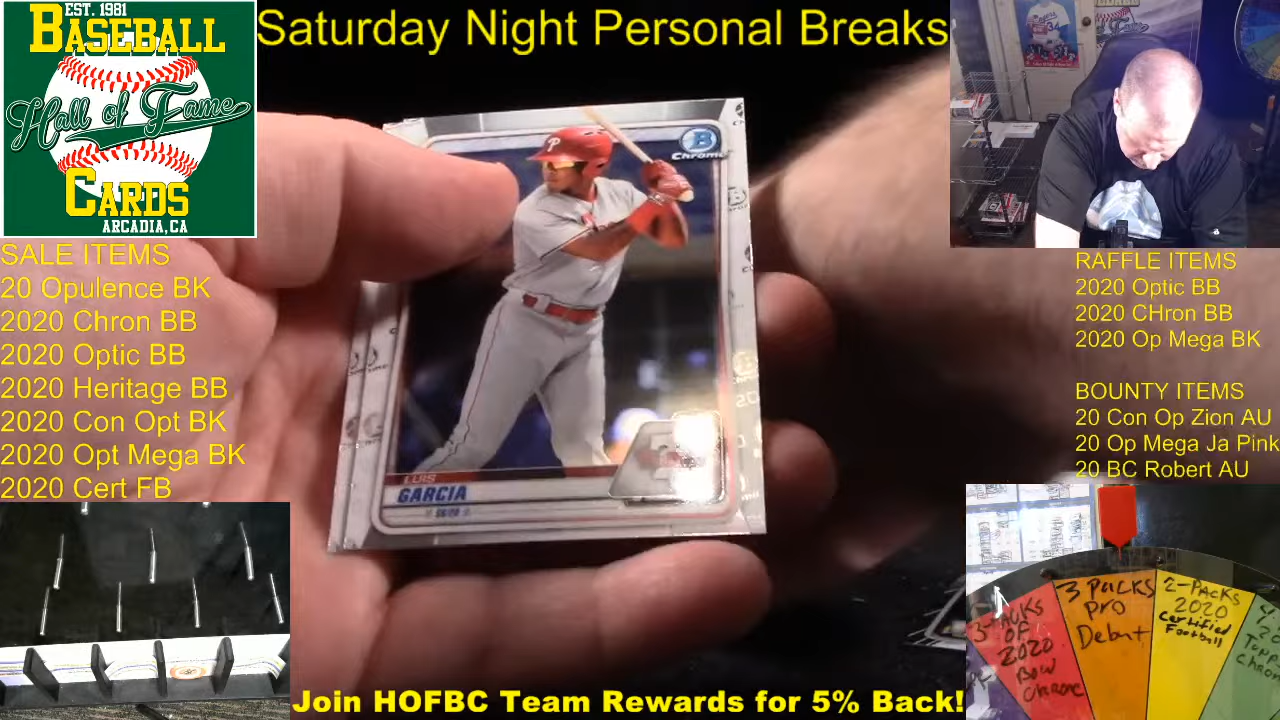 EST. 1981
BASEBALL
Hall of Fame
CARDS
ARCADIA, CA
Saturday Night Personal Breaks
SALE ITEMS
20 Opulence BK
2020 Chron BB
2020 Optic BB
2020 Heritage BB
2020 Con Opt BK
2020 Opt Mega BK
2020 Cert FB
B
Chrome
P
LUIS
GARCIA
RAFFLE ITEMS
2020 Optic BB
2020 CHron BB
2020 Op Mega BK
BOUNTY ITEMS
20 Con Op Zion AU
20 Op Mega Ja Pink
20 BC Robert AU
3-PACKS
OF
2020
Bow
Chrome
3 PACKS
PRO
Debut
2-PACKS
2020
Certified
Football
Join HOFBC Team Rewards for 5% Back!